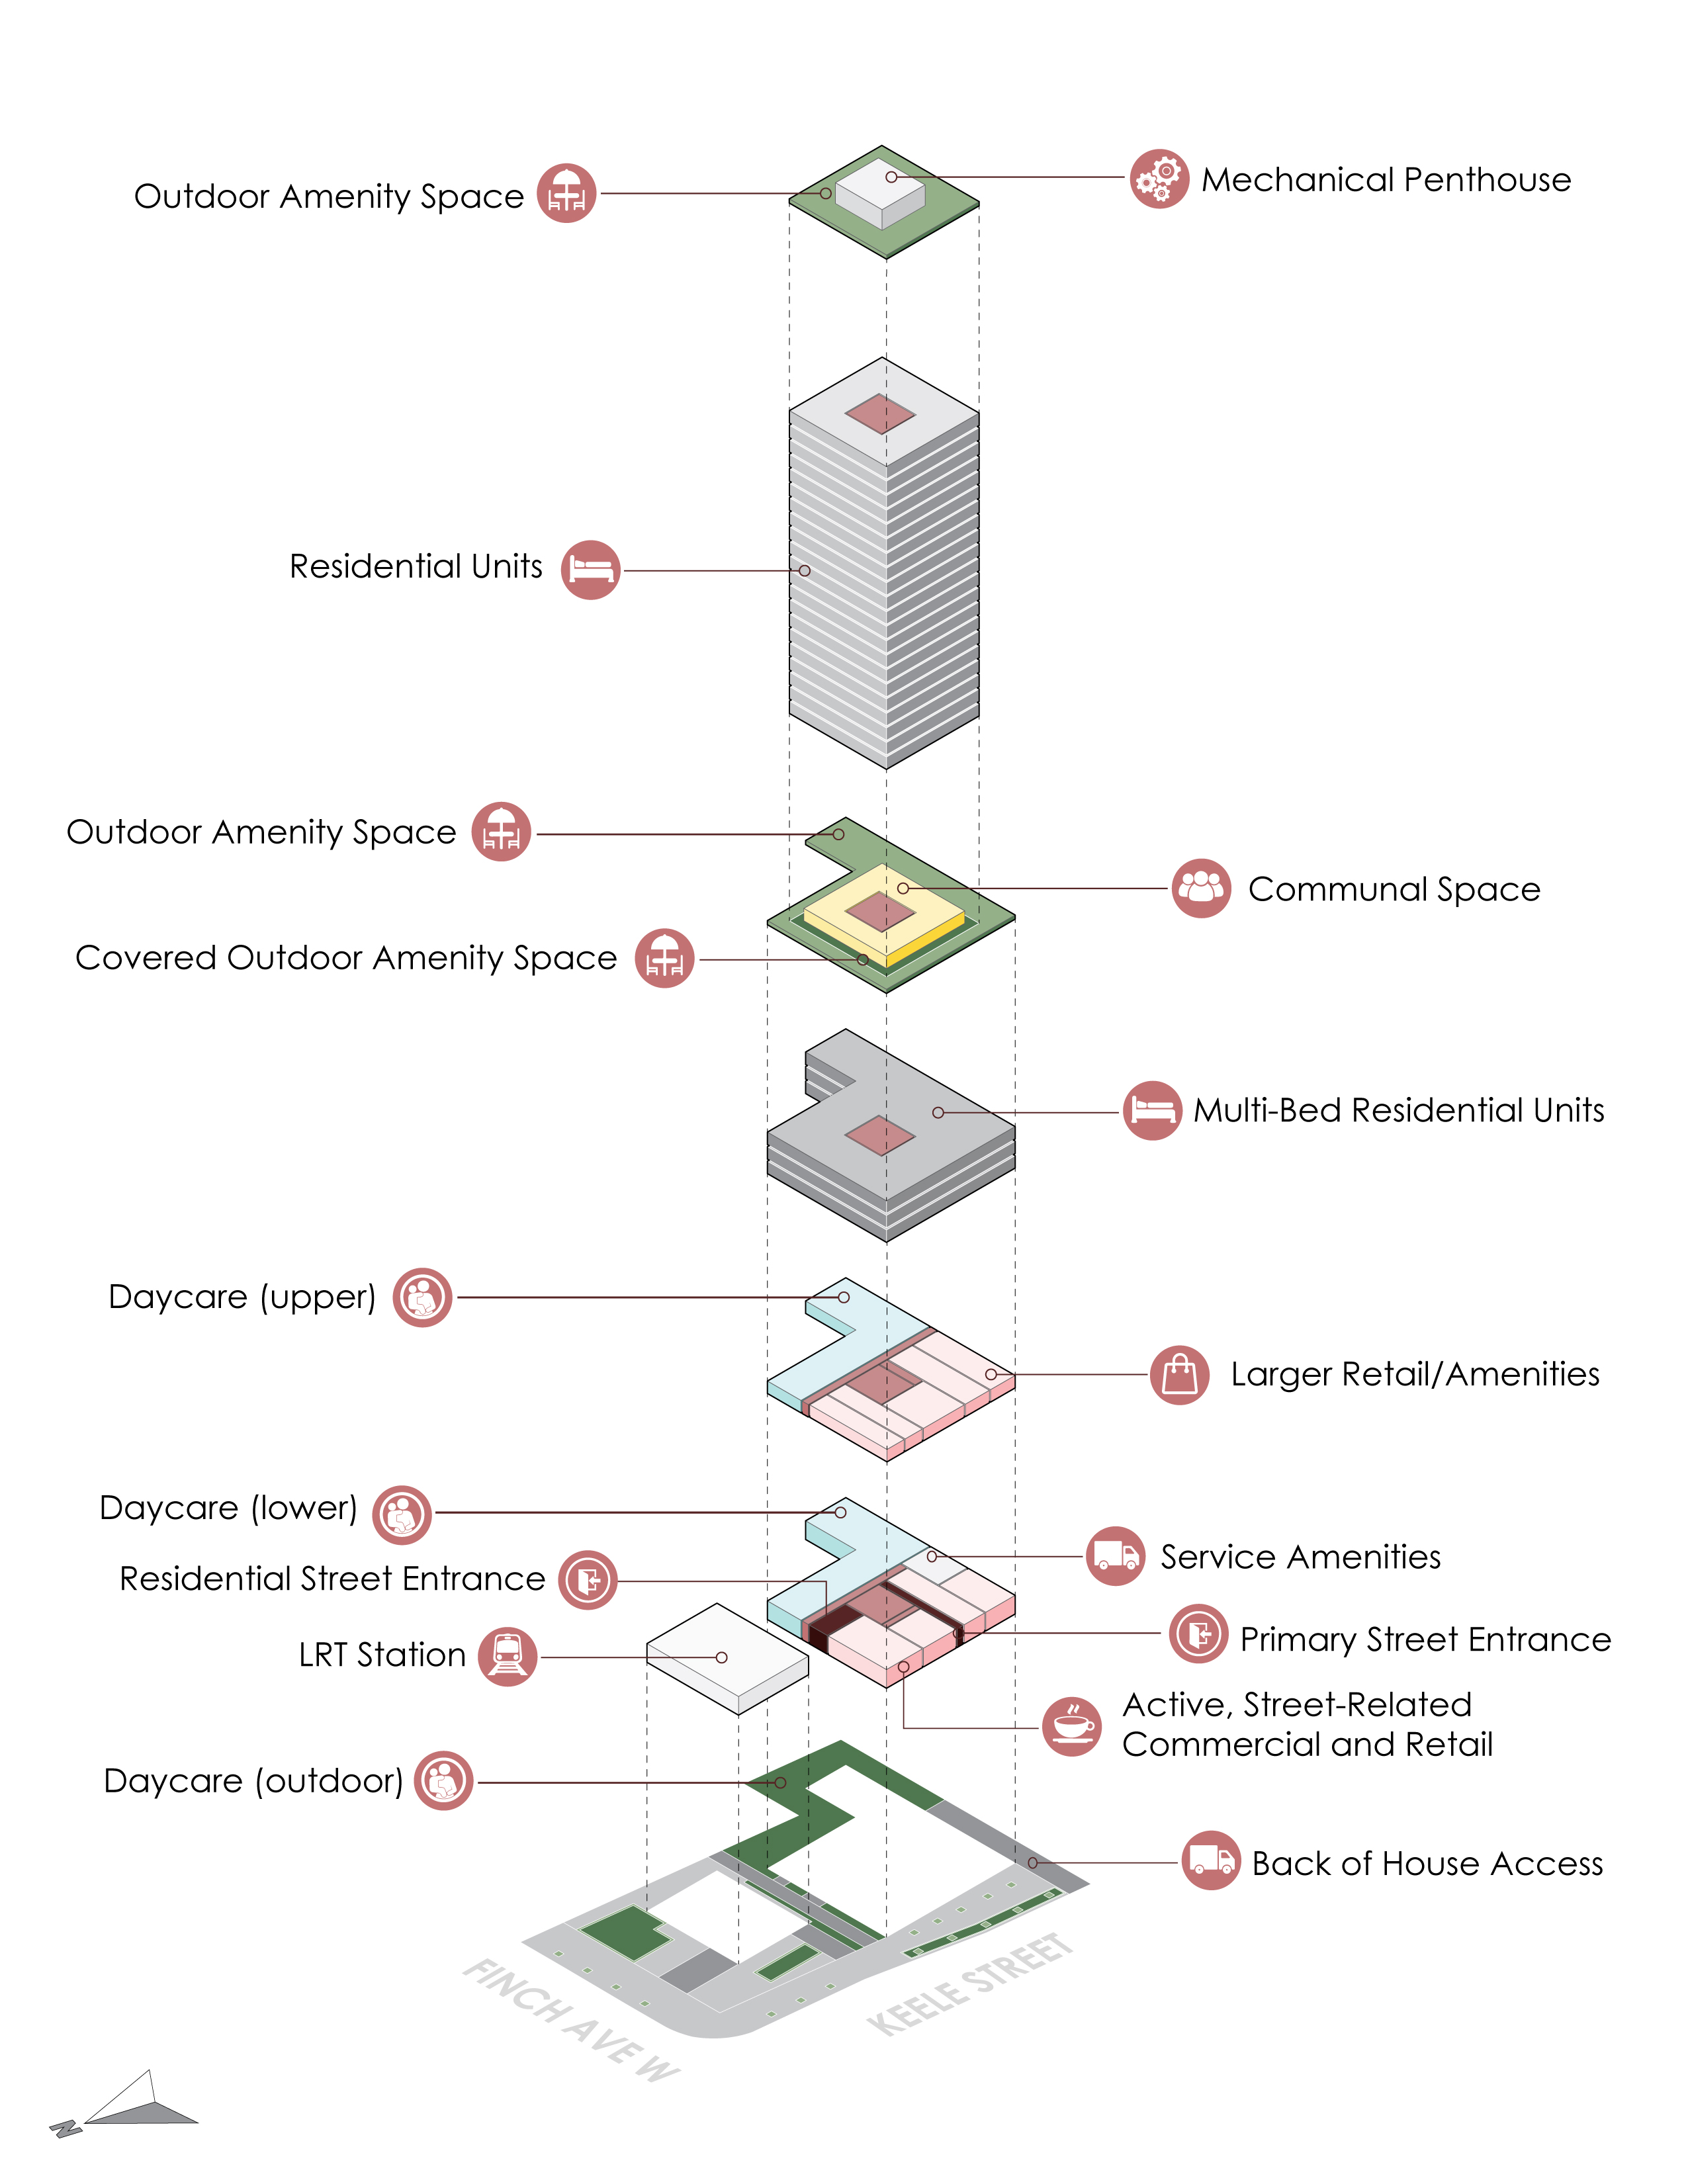 Outdoor Amenity Space
Mechanical Penthouse
Residential Units
Outdoor Amenity Space
Communal Space
Covered Outdoor Amenity Space
Multi-Bed Residential Units
Daycare (upper)
Larger Retail/Amenities
Daycare (lower)
Service Amenities
Residential Street Entrance
Primary Street Entrance
LRT Station
Active, Street-Related
Commercial and Retail
Daycare (outdoor)
Back of House Access
FINCH AVE W
KEELE STREET
N